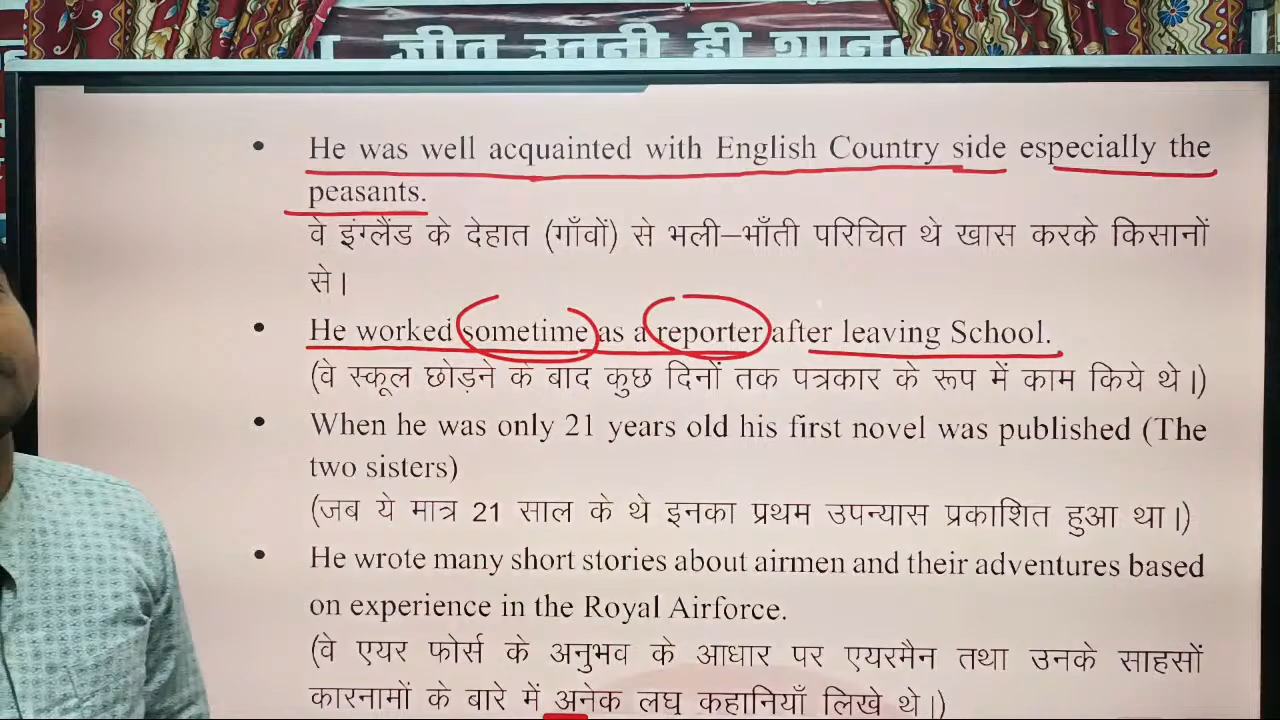 जीत उतनी ही शान
• He was well acquainted with English Country side especially the
peasants.
वे इंग्लैंड के देहात (गाँवों) से भली–भाँती परिचित थे खास करके किसानों
से।
• He worked sometime as a reporter after leaving School.
(वे स्कूल छोड़ने के बाद कुछ दिनों तक पत्रकार के रूप में काम किये थे।)
• When he was only 21 years old his first novel was published (The
two sisters)
(जब ये मात्र 21 साल के थे इनका प्रथम उपन्यास प्रकाशित हुआ था।)
• He wrote many short stories about airmen and their adventures based
on experience in the Royal Airforce.
(वे एयर फोर्स के अनुभव के आधार पर एयरमैन तथा उनके साहसों
कारनामों के बारे में अनेक लघु कहानियाँ लिखे थे।)